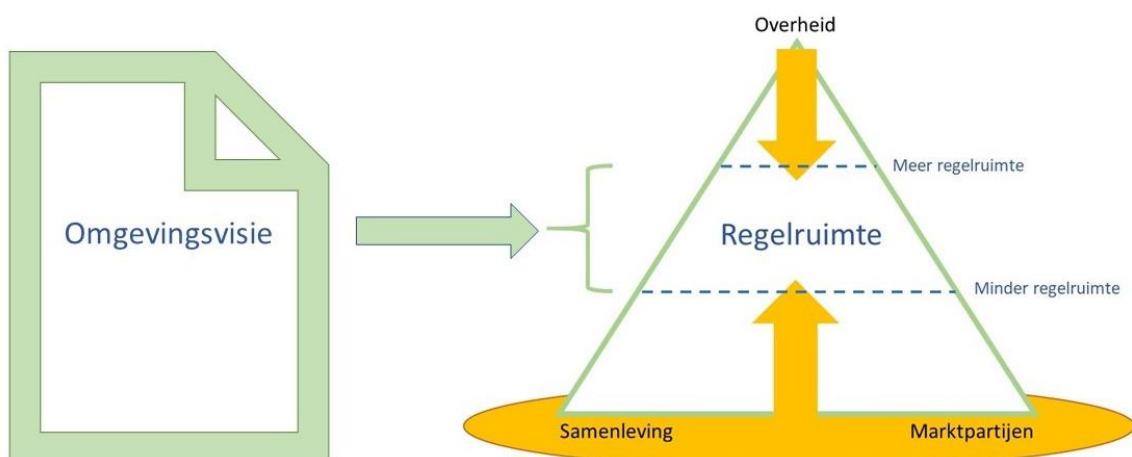 Overheid
Meer regelruimte
Omgevingsvisie
Regelruimte
Minder regelruimte
Samenleving
Marktpartijen